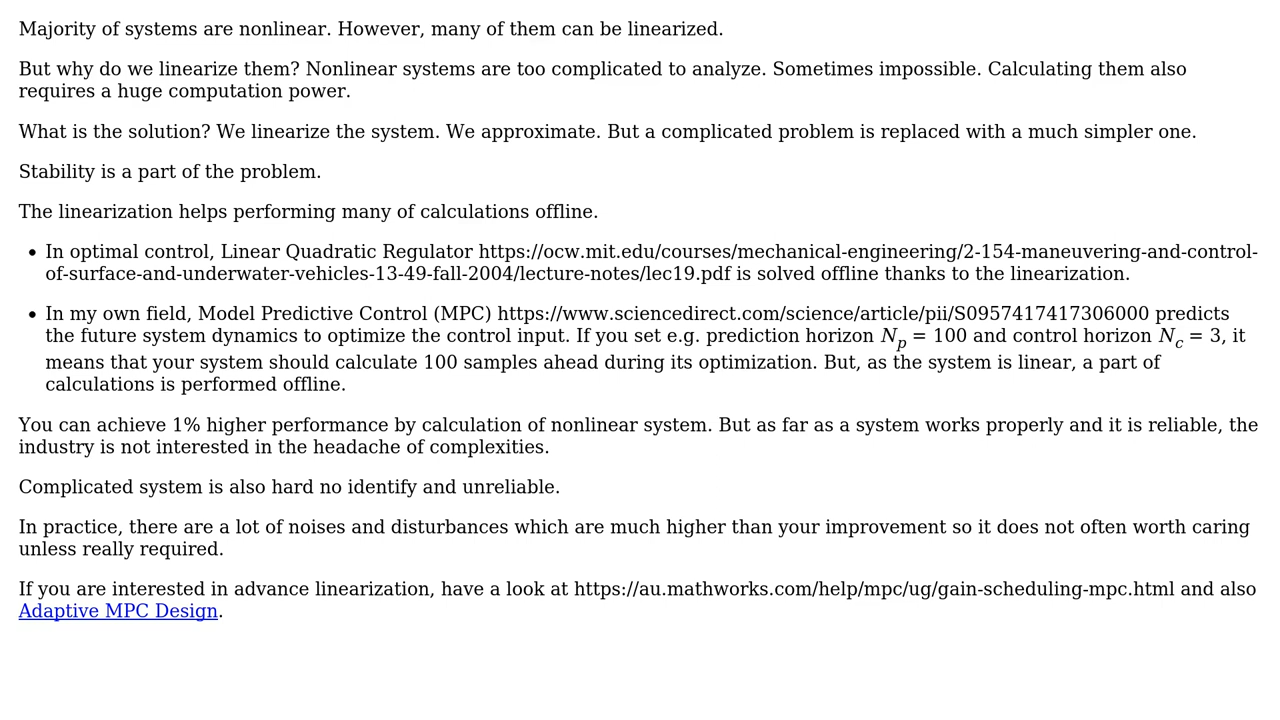 Majority of systems are nonlinear. However, many of them can be linearized.
But why do we linearize them? Nonlinear systems are too complicated to analyze. Sometimes impossible. Calculating them also
requires a huge computation power.
What is the solution? We linearize the system. We approximate. But a complicated problem is replaced with a much simpler one.
Stability is a part of the problem.
The linearization helps performing many of calculations offline.
• In optimal control, Linear Quadratic Regulator https://ocw.mit.edu/courses/mechanical-engineering/2-154-maneuvering-and-control-
of-surface-and-underwater-vehicles-13-49-fall-2004/lecture-notes/lec19.pdf is solved offline thanks to the linearization.
• In my own field, Model Predictive Control (MPC) https://www.sciencedirect.com/science/article/pii/S0957417417306000 predicts
the future system dynamics to optimize the control input. If you set e.g. prediction horizon N_p = 100 and control horizon N_c = 3, it
means that your system should calculate 100 samples ahead during its optimization. But, as the system is linear, a part of
calculations is performed offline.
You can achieve 1% higher performance by calculation of nonlinear system. But as far as a system works properly and it is reliable, the
industry is not interested in the headache of complexities.
Complicated system is also hard no identify and unreliable.
In practice, there are a lot of noises and disturbances which are much higher than your improvement so it does not often worth caring
unless really required.
If you are interested in advance linearization, have a look at https://au.mathworks.com/help/mpc/ug/gain-scheduling-mpc.html and also
Adaptive MPC Design.